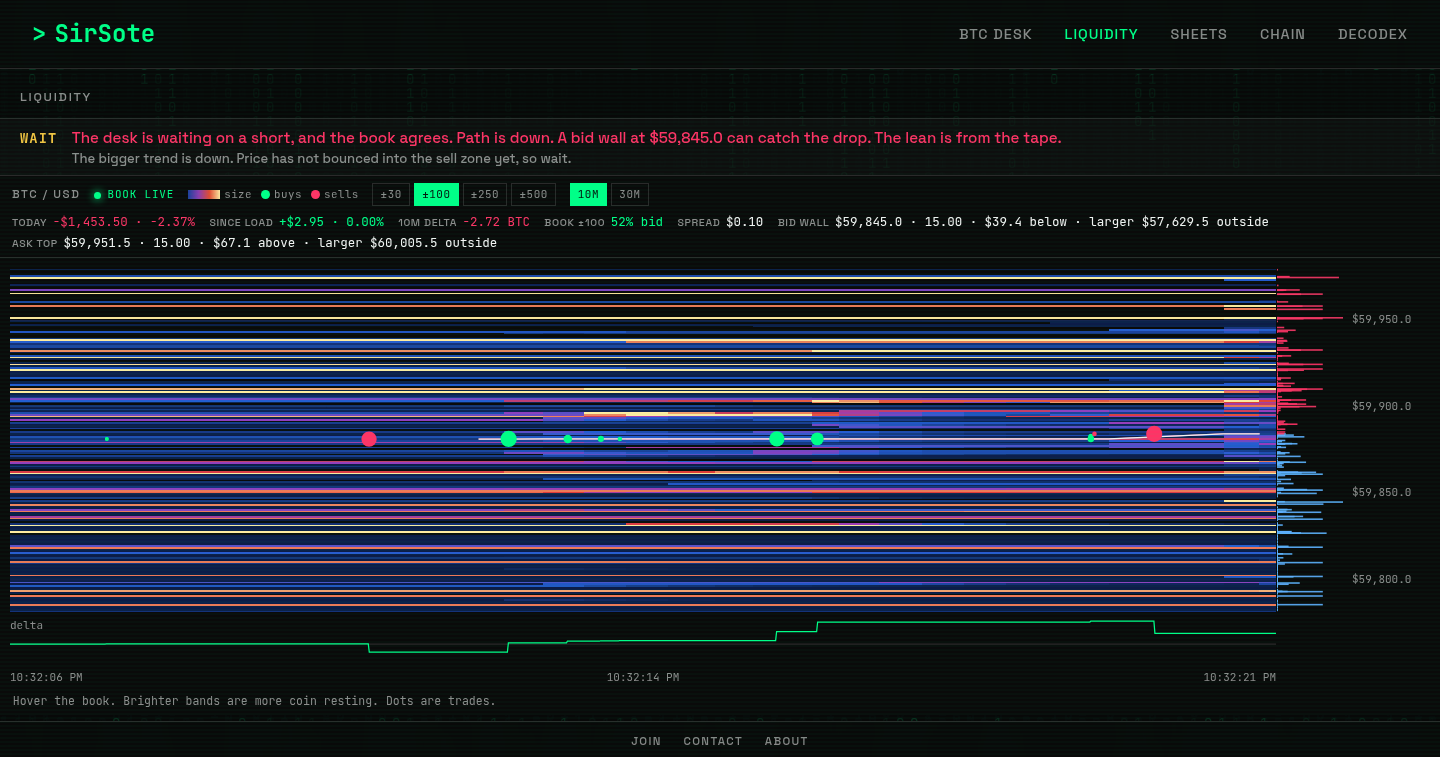 > SirSote
BTC DESK LIQUIDITY SHEETS CHAIN DECODEX
LIQUIDITY
WAIT The desk is waiting on a short, and the book agrees. Path is down. A bid wall at $59,845.0 can catch the drop. The lean is from the tape.
The bigger trend is down. Price has not bounced into the sell zone yet, so wait.
BTC / USD BOOK LIVE size buys sells ±30 ±100 ±250 ±500 10M 30M
TODAY -$1,453.50 · -2.37% SINCE LOAD +$2.95 · 0.00% 10M DELTA -2.72 BTC BOOK ±100 52% bid SPREAD $0.10 BID WALL $59,845.0 · 15.00 · $39.4 below · larger $57,629.5 outside
ASK TOP $59,951.5 · 15.00 · $67.1 above · larger $60,005.5 outside
$59,950.0
$59,900.0
$59,850.0
$59,800.0
delta
10:32:06 PM 10:32:14 PM 10:32:21 PM
Hover the book. Brighter bands are more coin resting. Dots are trades.
JOIN CONTACT ABOUT